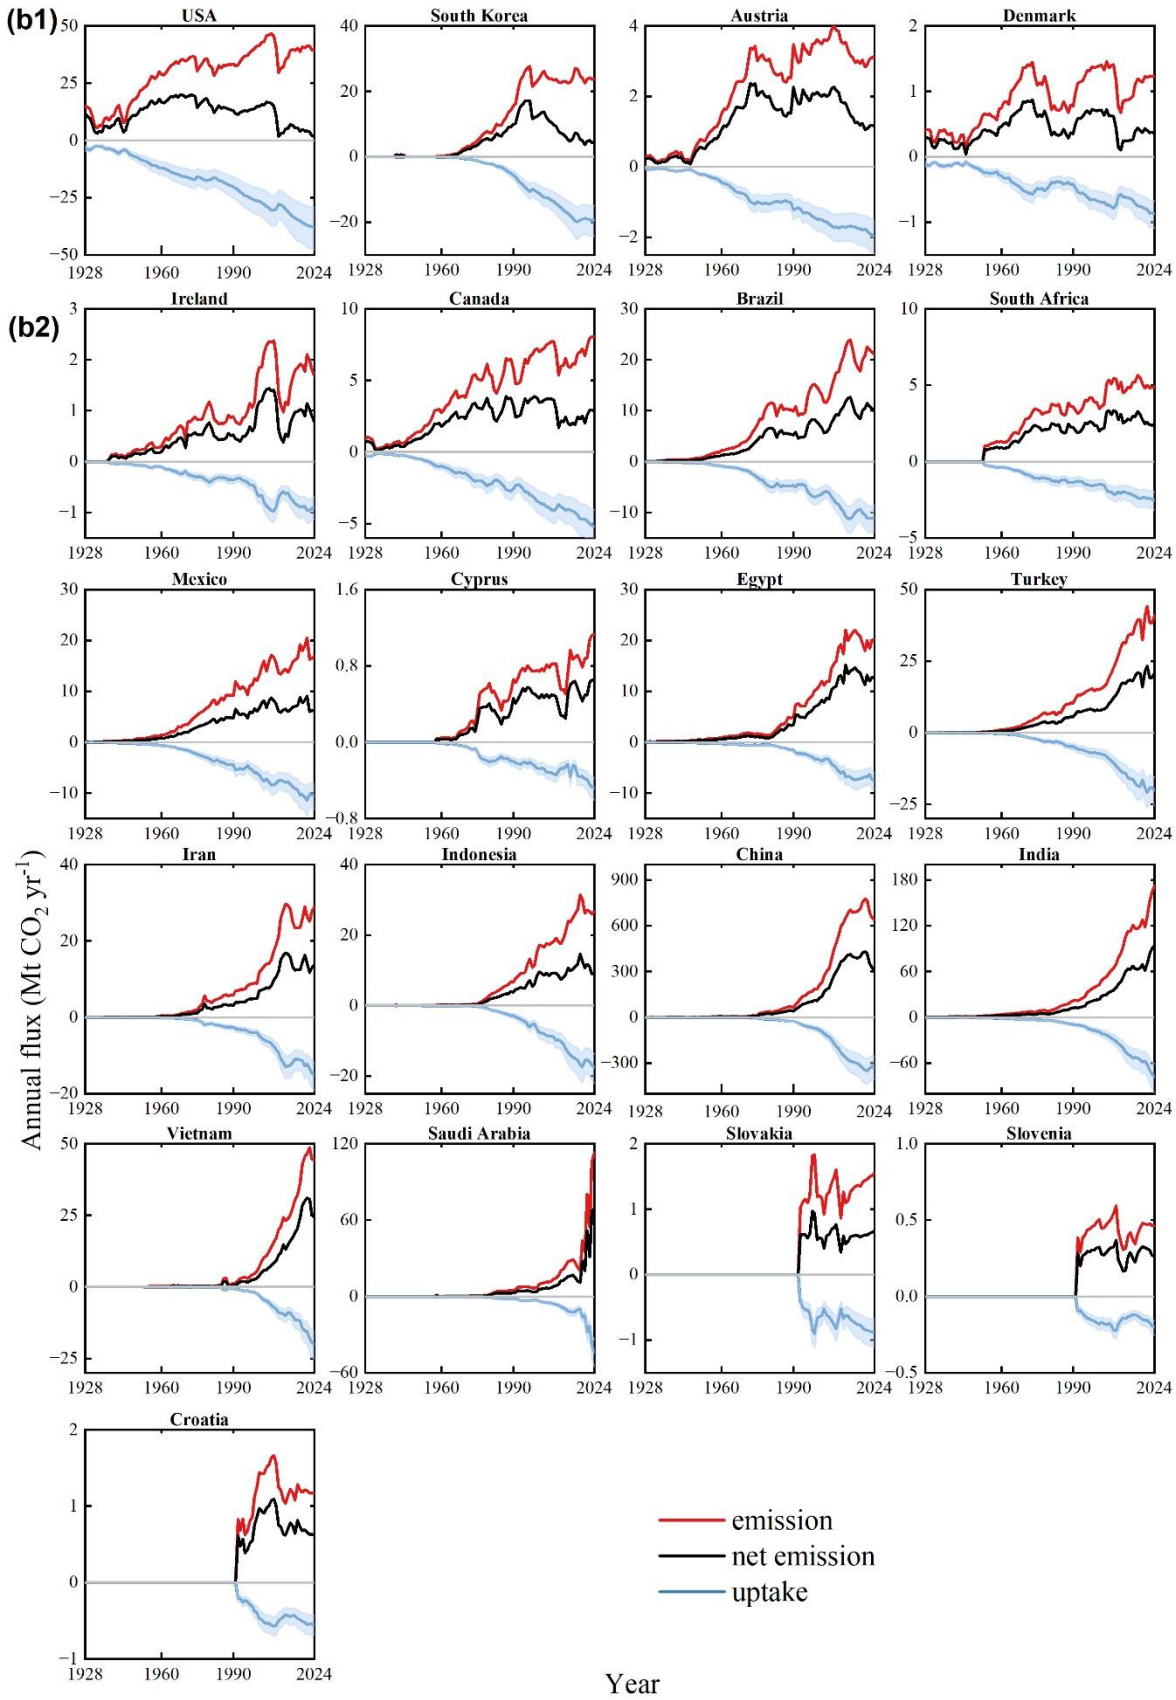 (b1)
USA
South Korea
Austria
Denmark
50
25
0
−25
−50
40
20
0
−20
4
2
0
−2
2
1
0
−1
1928 1960 1990 2024
1928 1960 1990 2024
1928 1960 1990 2024
1928 1960 1990 2024
(b2)
Ireland
Canada
Brazil
South Africa
3
2
1
0
−1
10
5
0
−5
30
20
10
0
−10
10
5
0
−5
1928 1960 1990 2024
1928 1960 1990 2024
1928 1960 1990 2024
1928 1960 1990 2024
Mexico
Cyprus
Egypt
Turkey
30
20
10
0
−10
1.6
0.8
0.0
−0.8
30
20
10
0
−10
50
25
0
−25
1928 1960 1990 2024
1928 1960 1990 2024
1928 1960 1990 2024
1928 1960 1990 2024
Annual flux (Mt CO₂ yr⁻¹)
Iran
Indonesia
China
India
40
20
0
−20
40
20
0
−20
900
600
300
0
−300
180
120
60
0
−60
1928 1960 1990 2024
1928 1960 1990 2024
1928 1960 1990 2024
1928 1960 1990 2024
Vietnam
Saudi Arabia
Slovakia
Slovenia
50
25
0
−25
120
60
0
−60
2
1
0
−1
1.0
0.5
0.0
−0.5
1928 1960 1990 2024
1928 1960 1990 2024
1928 1960 1990 2024
1928 1960 1990 2024
Croatia
2
1
0
−1
1928 1960 1990 2024
emission
net emission
uptake
Year